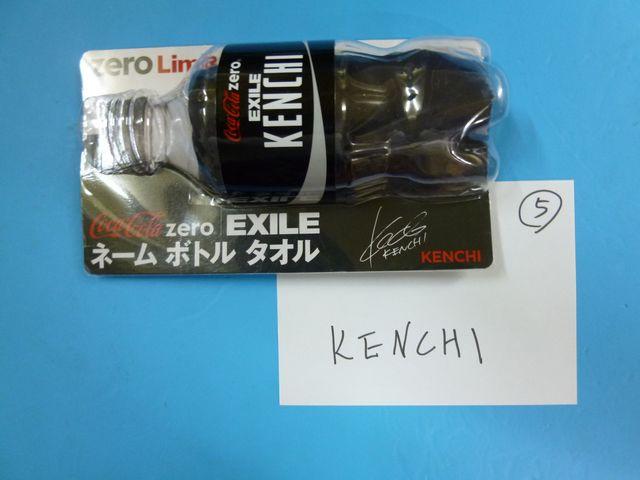 zero Lim
Coca-Cola zero.
EXILE
KENCHI
Coca-Cola zero EXILE
ネーム ボトル タオル
KENCHI
KENCHI
5
KENCHI